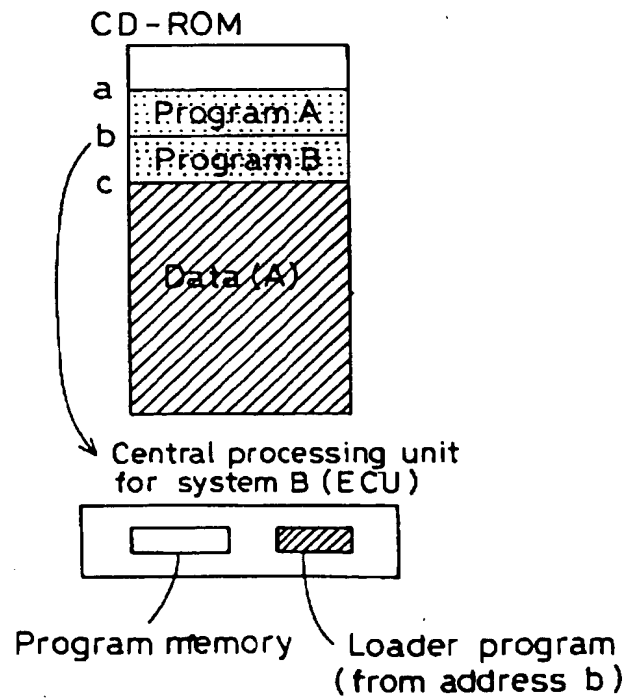 CD-ROM
a
Program A
b
Program B
c
Data (A)
Central processing unit
for system B (ECU)
Program memory
Loader program
(from address b)